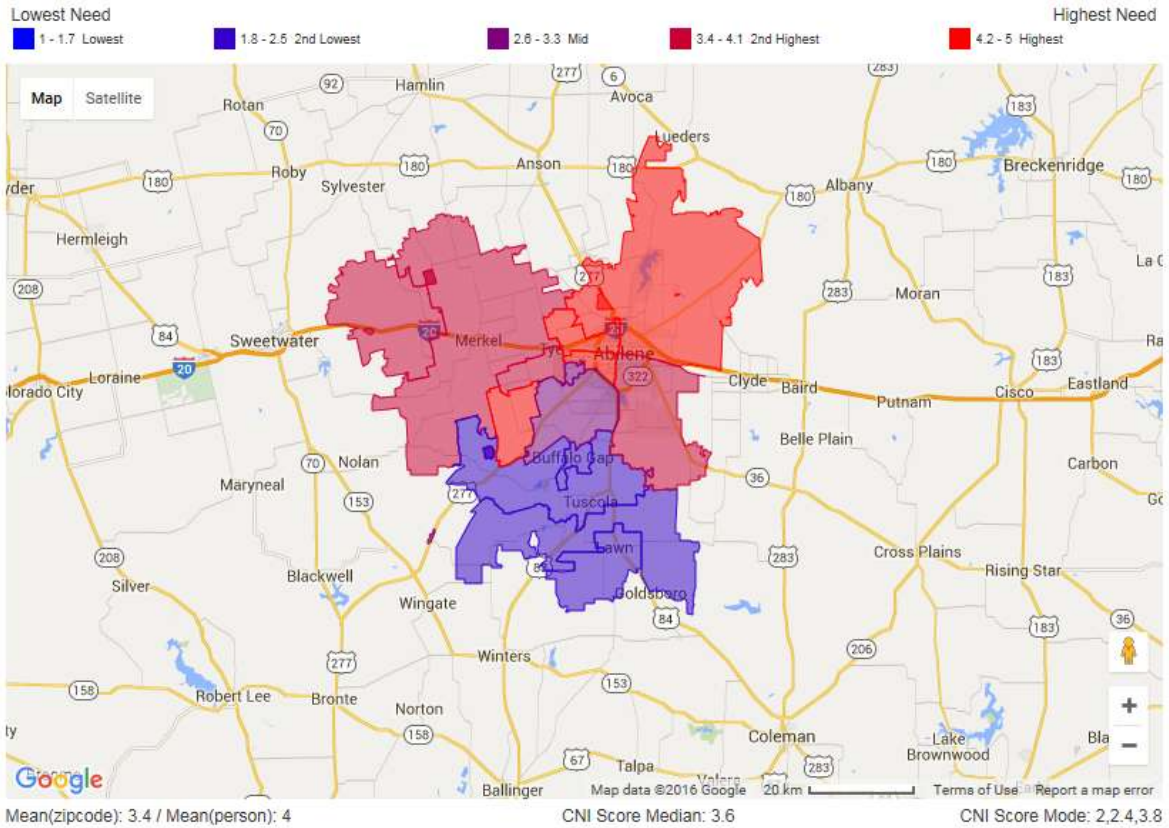 Lowest Need
Highest Need
1 - 1.7 Lowest
1.8 - 2.5 2nd Lowest
2.6 - 3.3 Mid
3.4 - 4.1 2nd Highest
4.2 - 5 Highest
Map
Satellite
283
277
6
92
Hamlin
Avoca
Rotan
183
70
Lueders
Anson
180
180
180
Breckenridge
Roby
180
180
Sylvester
180
Albany
Hermleigh
277
183
208
283
Moran
84
20
Sweetwater
Merkel
Tye
Abilene
183
20
Loraine
322
Clyde
Baird
Eastland
Cisco
Putnam
Belle Plain
Buffalo Gap
70
Nolan
36
Carbon
Maryneal
277
153
Tuscola
208
283
Cross Plains
Rising Star
Silver
Blackwell
Wingate
Goldsboro
84
183
36
206
Winters
277
153
158
Robert Lee
Bronte
Norton
158
Coleman
Lake
Brownwood
67
Talpa
283
Google
Ballinger
Map data ©2016 Google
20 km
Terms of Use
Report a map error
Mean(zipcode): 3.4 / Mean(person): 4
CNI Score Median: 3.6
CNI Score Mode: 2,2.4,3.8